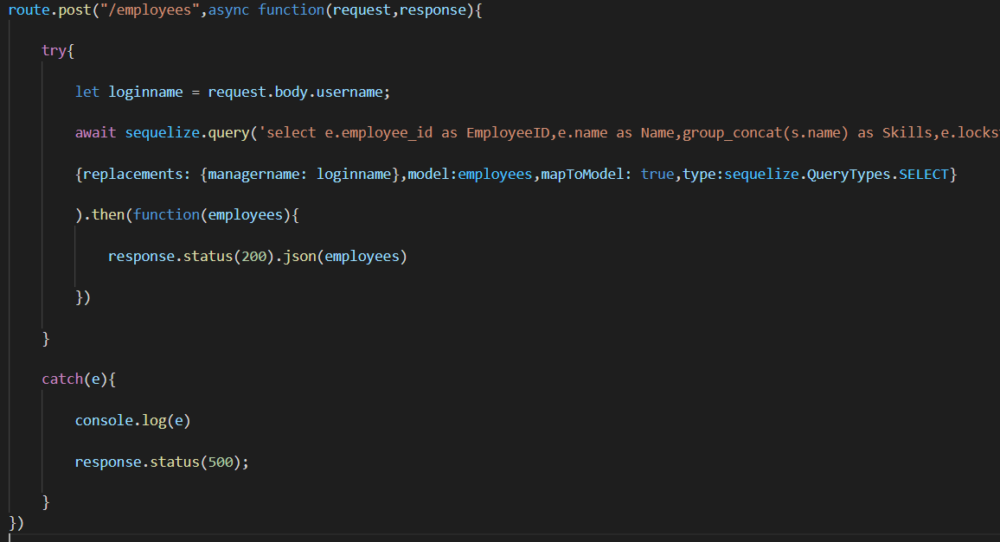 route.post("/employees",async function(request,response){
try{
let loginname = request.body.username;
await sequelize.query('select e.employee_id as EmployeeID,e.name as Name,group_concat(s.name) as Skills,e.locks
{replacements: {managername: loginname},model:employees,mapToModel: true,type:sequelize.QueryTypes.SELECT}
).then(function(employees){
response.status(200).json(employees)
})
}
catch(e){
console.log(e)
response.status(500);
}
})